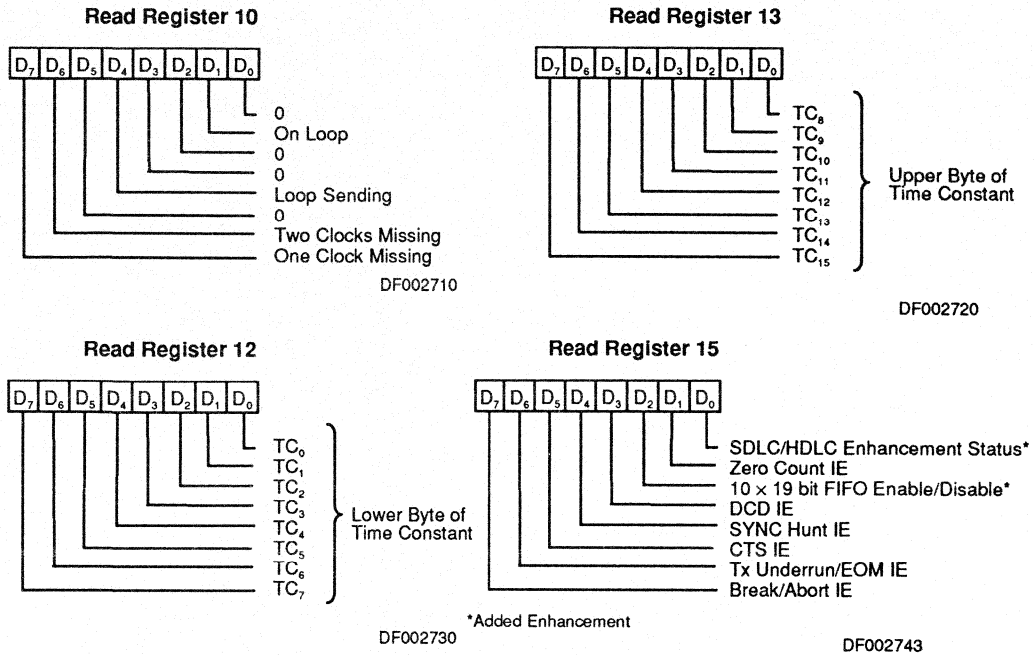 Read Register 10
D₇ D₆ D₅ D₄ D₃ D₂ D₁ D₀
0
On Loop
0
0
Loop Sending
0
Two Clocks Missing
One Clock Missing
DF002710
Read Register 13
D₇ D₆ D₅ D₄ D₃ D₂ D₁ D₀
TC₈
TC₉
TC₁₀
TC₁₁
TC₁₂
TC₁₃
TC₁₄
TC₁₅
Upper Byte of
Time Constant
DF002720
Read Register 12
D₇ D₆ D₅ D₄ D₃ D₂ D₁ D₀
TC₀
TC₁
TC₂
TC₃
TC₄
TC₅
TC₆
TC₇
Lower Byte of
Time Constant
DF002730
Read Register 15
D₇ D₆ D₅ D₄ D₃ D₂ D₁ D₀
SDLC/HDLC Enhancement Status*
Zero Count IE
10 × 19 bit FIFO Enable/Disable*
DCD IE
SYNC Hunt IE
CTS IE
Tx Underrun/EOM IE
Break/Abort IE
*Added Enhancement
DF002743